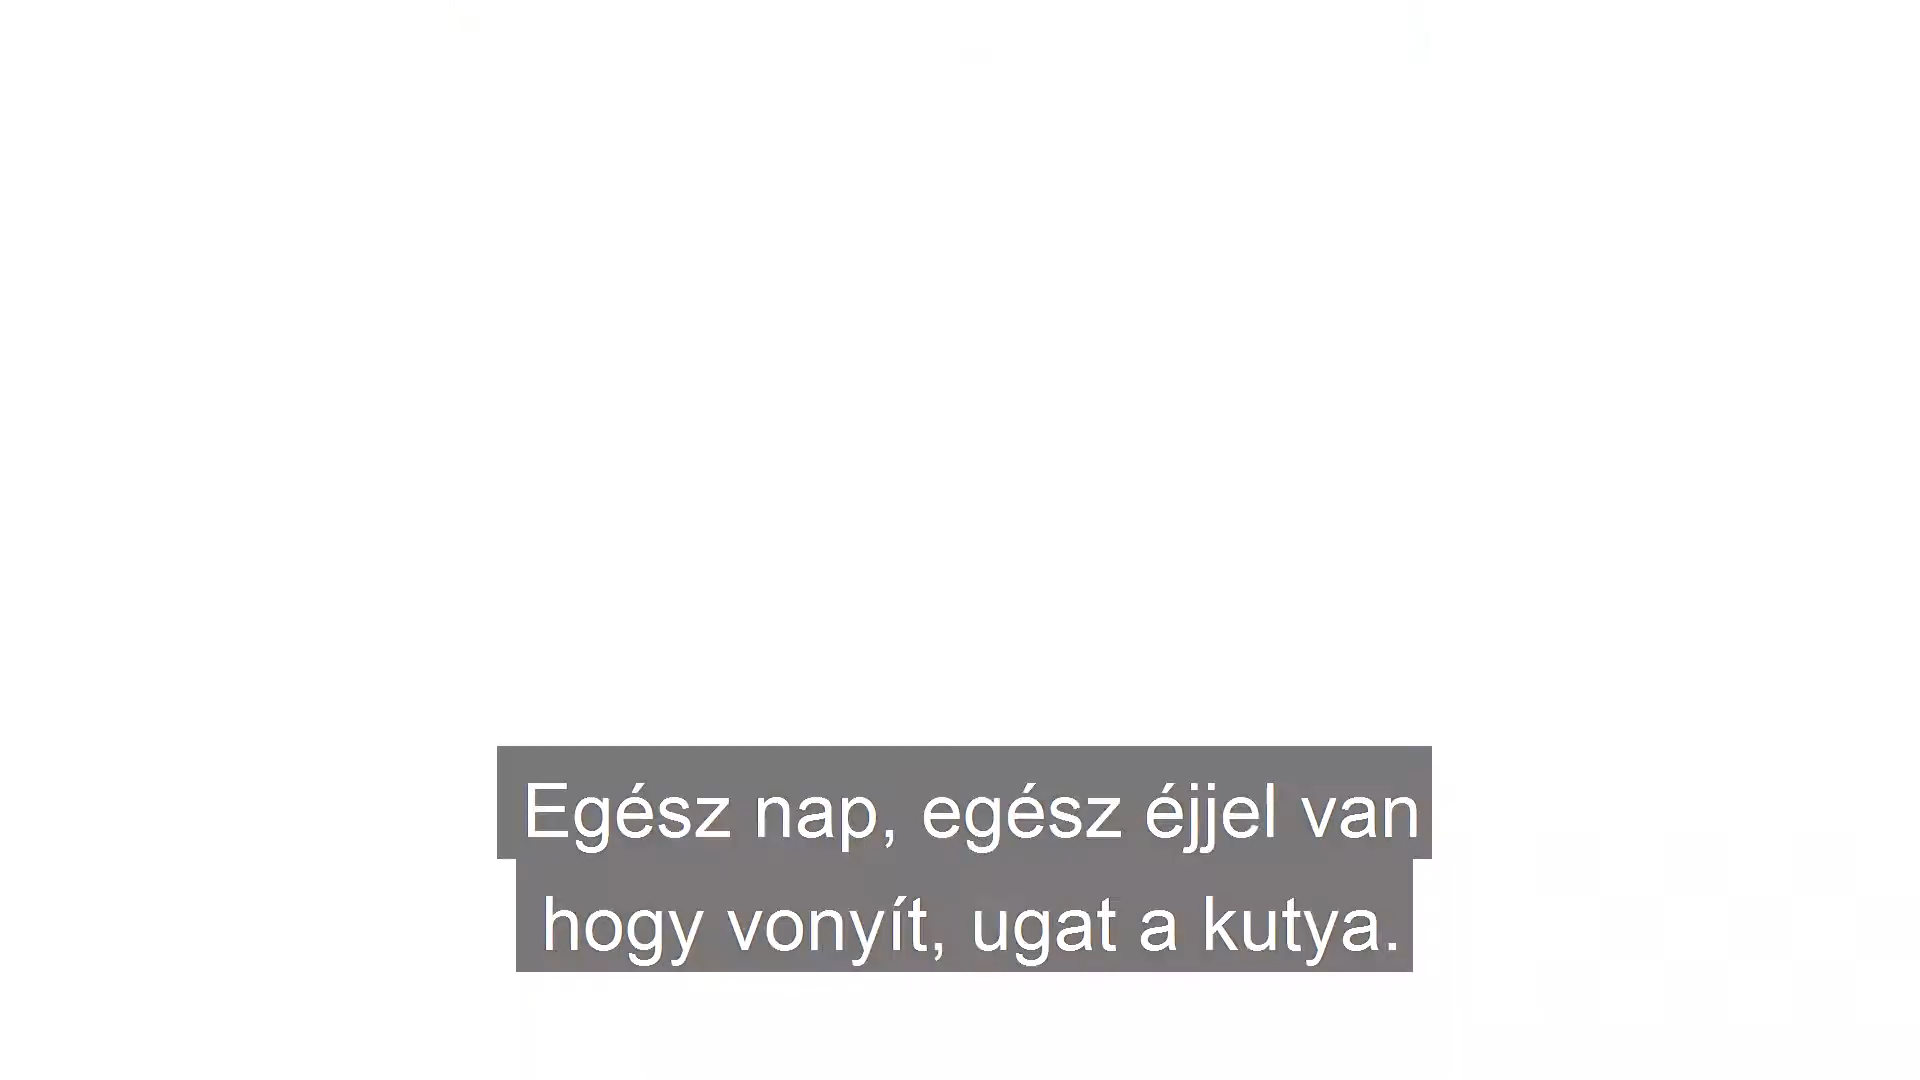 Egész nap, egész éjjel van
hogy vonyít, ugat a kutya.